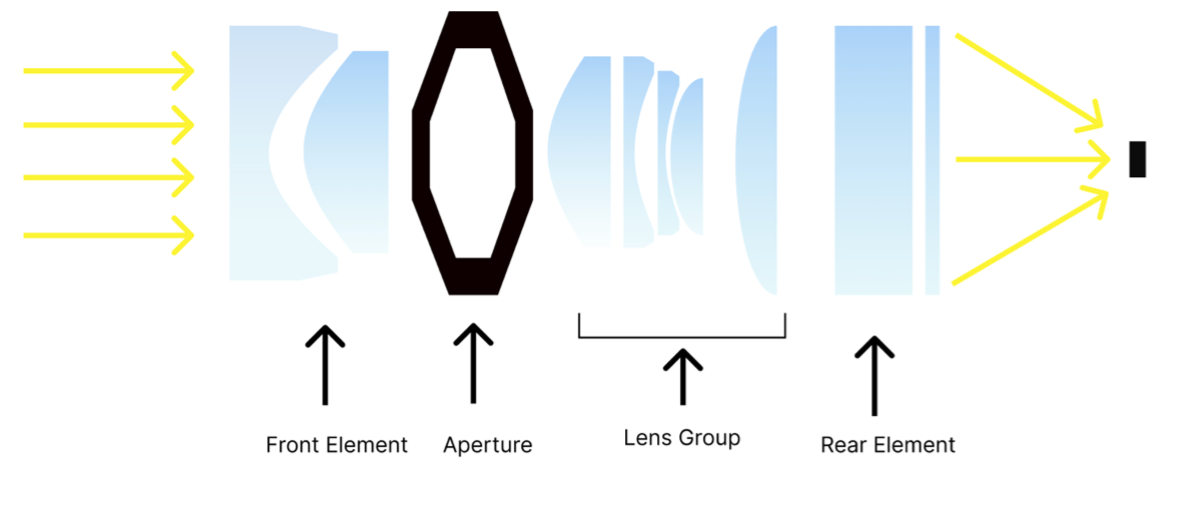 Front Element
Aperture
Lens Group
Rear Element